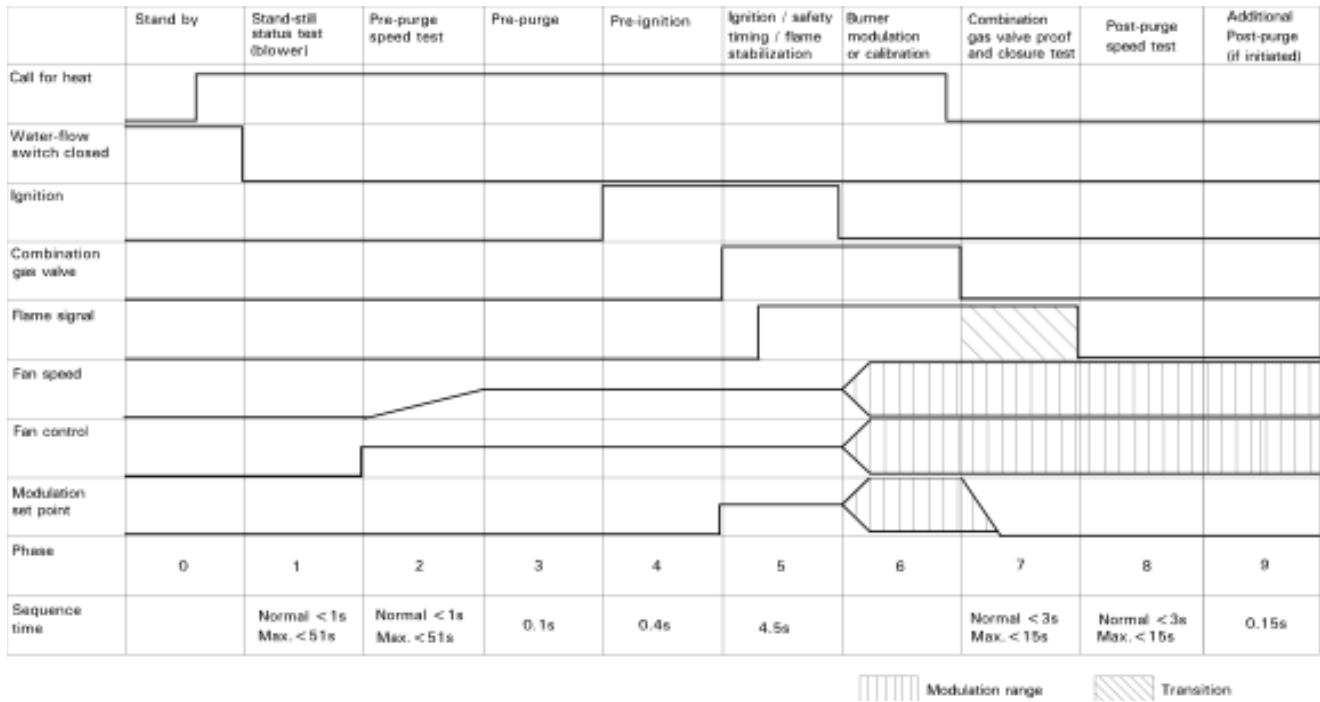 Stand by
Stand-still
status test
(blower)
Pre-purge
speed test
Pre-purge
Pre-ignition
Ignition / safety
timing / flame
stabilization
Burner
modulation
or calibration
Combination
gas valve proof
and closure test
Post-purge
speed test
Additional
Post-purge
(if initiated)
Call for heat
Water-flow
switch closed
Ignition
Combination
gas valve
Flame signal
Fan speed
Fan control
Modulation
set point
Phase
0
1
2
3
4
5
6
7
8
9
Sequence
time
Normal <1s
Max. <51s
Normal <1s
Max. <51s
0.1s
0.4s
4.5s
Normal <3s
Max. <15s
Normal <3s
Max. <15s
0.15s
Modulation range
Transition